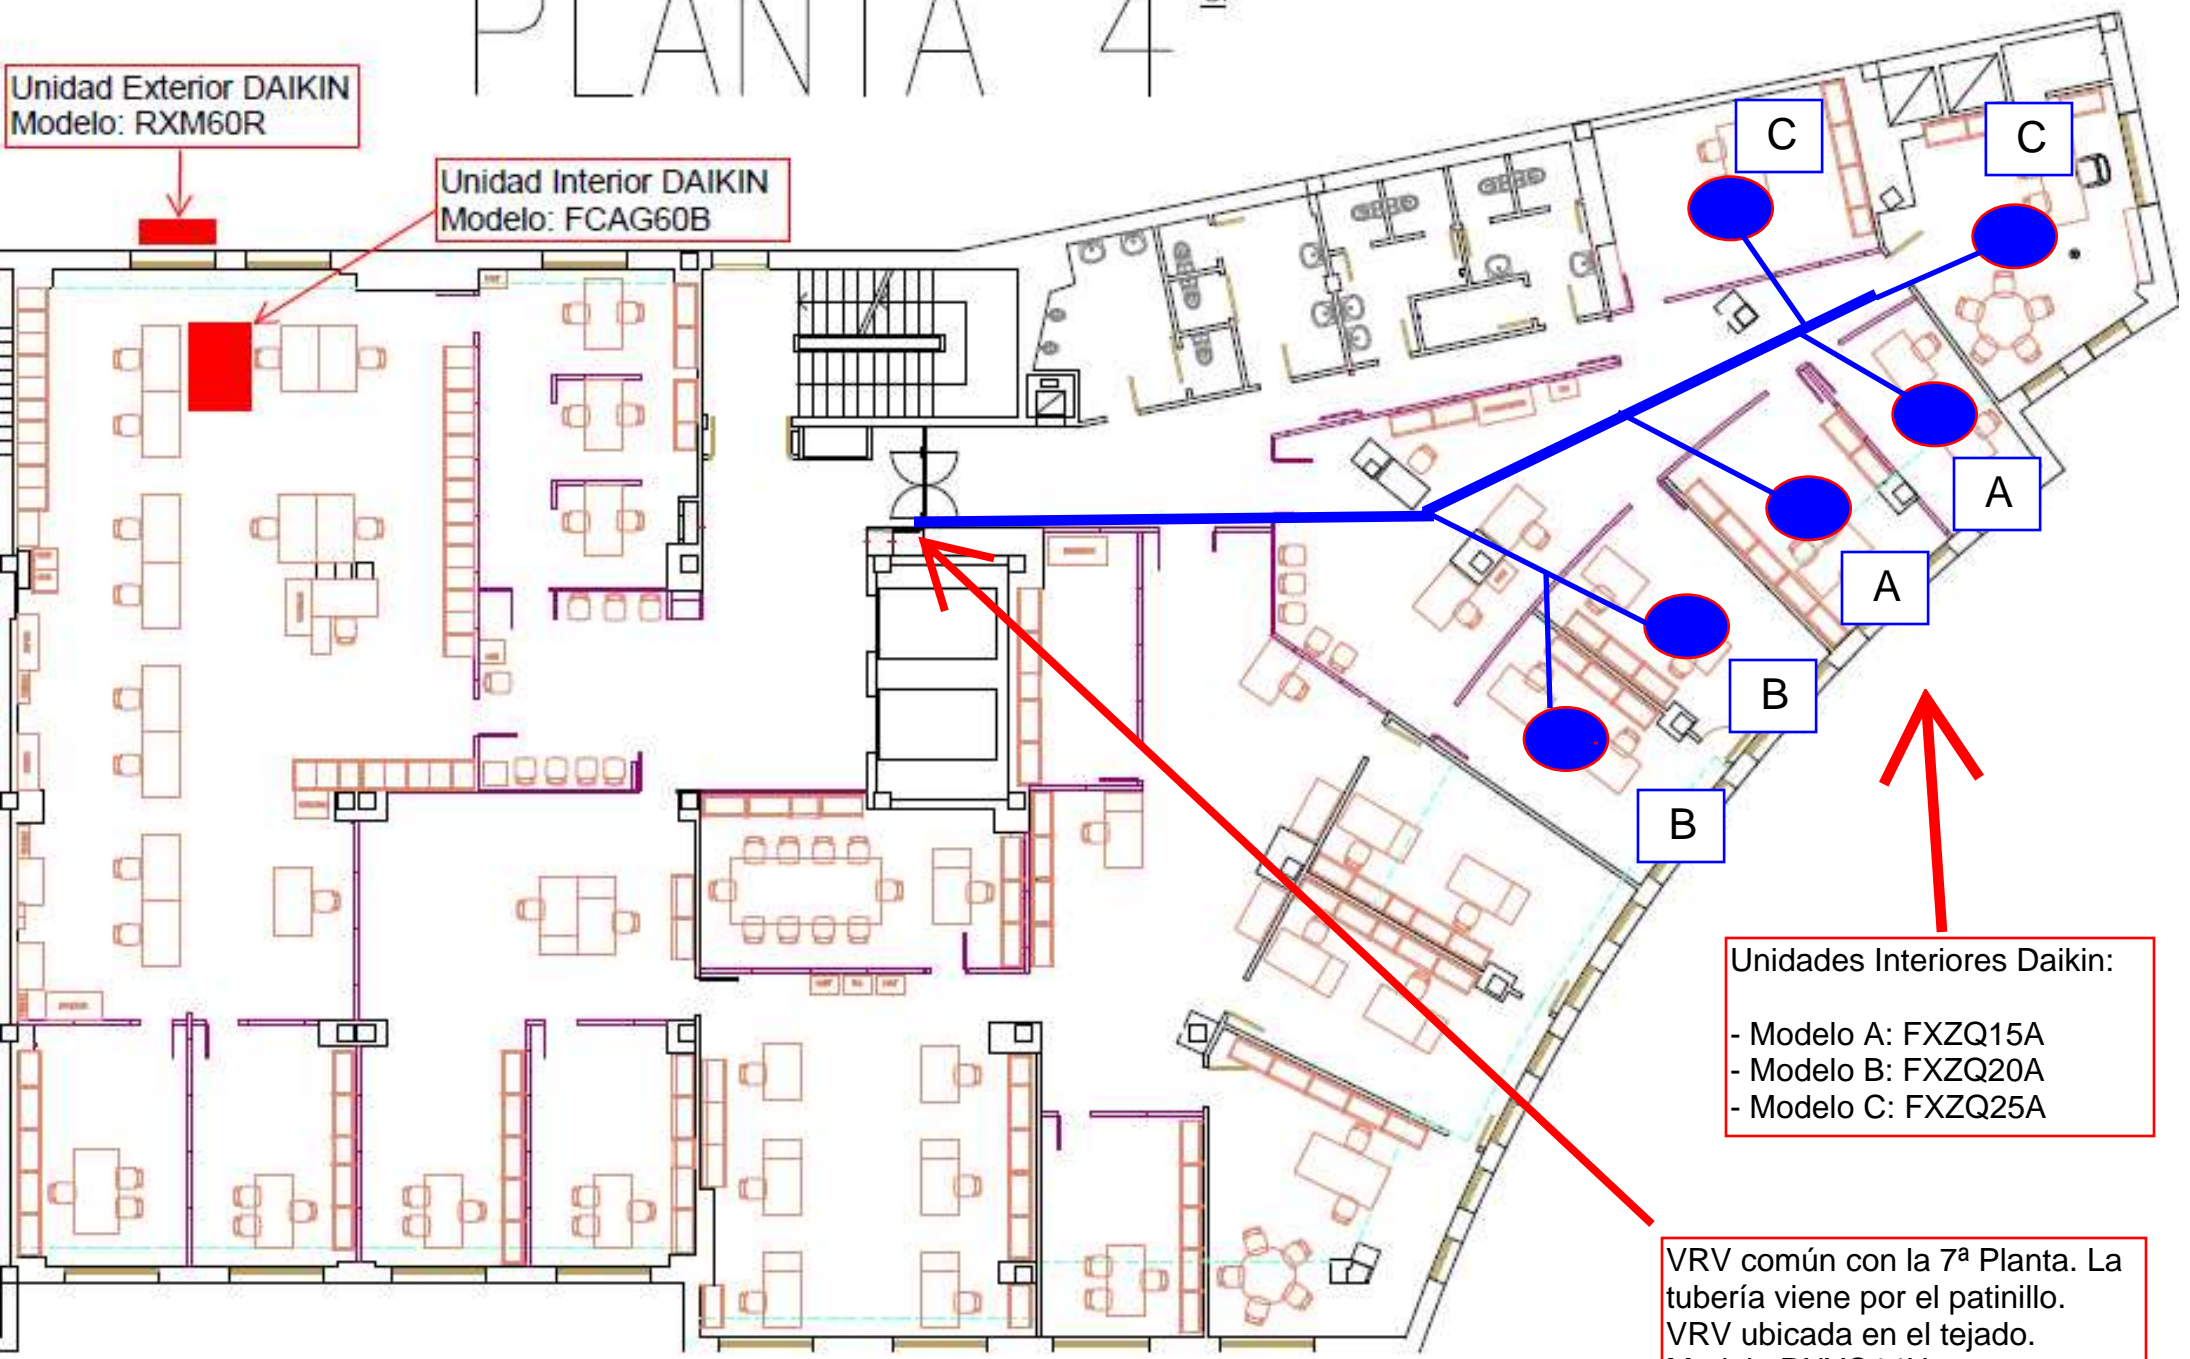 PLANTA 4ª
Unidad Exterior DAIKIN
Modelo: RXM60R
Unidad Interior DAIKIN
Modelo: FCAG60B
C
C
A
A
B
B
Unidades Interiores Daikin:
- Modelo A: FXZQ15A
- Modelo B: FXZQ20A
- Modelo C: FXZQ25A
VRV común con la 7ª Planta. La
tubería viene por el patinillo.
VRV ubicada en el tejado.